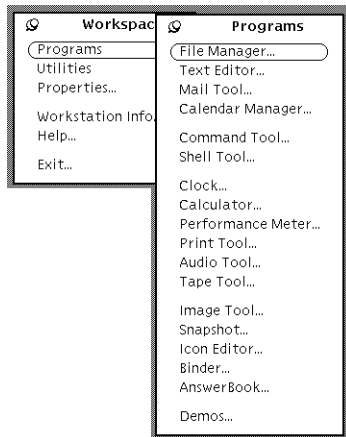 Workspac
Programs
Utilities
Properties...
Workstation Info.
Help...
Exit...
Programs
File Manager...
Text Editor...
Mail Tool...
Calendar Manager...
Command Tool...
Shell Tool...
Clock...
Calculator...
Performance Meter...
Print Tool...
Audio Tool...
Tape Tool...
Image Tool...
Snapshot...
Icon Editor...
Binder...
AnswerBook...
Demos...